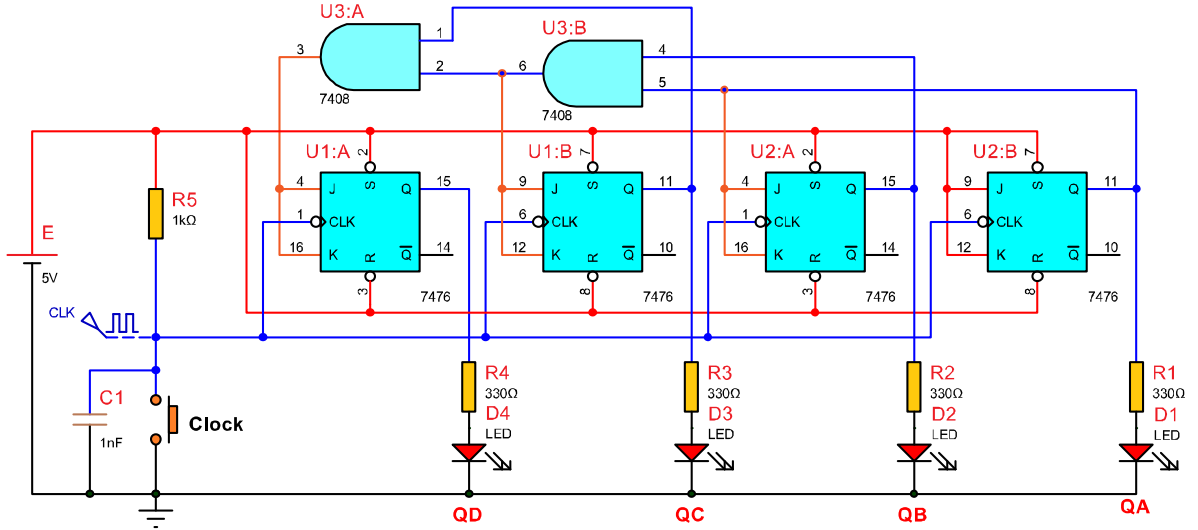 U3:A
U3:B
1
3
2
6
4
5
7408
7408
U1:A
2
U1:B
7
U2:A
2
U2:B
7
4 J S Q 15
9 J S Q 11
4 J S Q 15
9 J S Q 11
1 CLK
6 CLK
1 CLK
6 CLK
16 K R Q 14
12 K R Q 10
16 K R Q 14
12 K R Q 10
3
8
3
8
7476
7476
7476
7476
R5
1kΩ
E
5V
CLK
C1
1nF
Clock
R4
330Ω
D4
LED
R3
330Ω
D3
LED
R2
330Ω
D2
LED
R1
330Ω
D1
LED
QD
QC
QB
QA